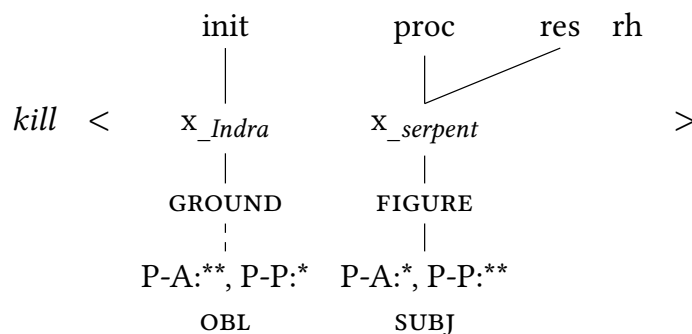 init proc res rh
kill < x_Indra x_serpent >
GROUND FIGURE
P-A:**, P-P:* P-A:*, P-P:**
OBL SUBJ